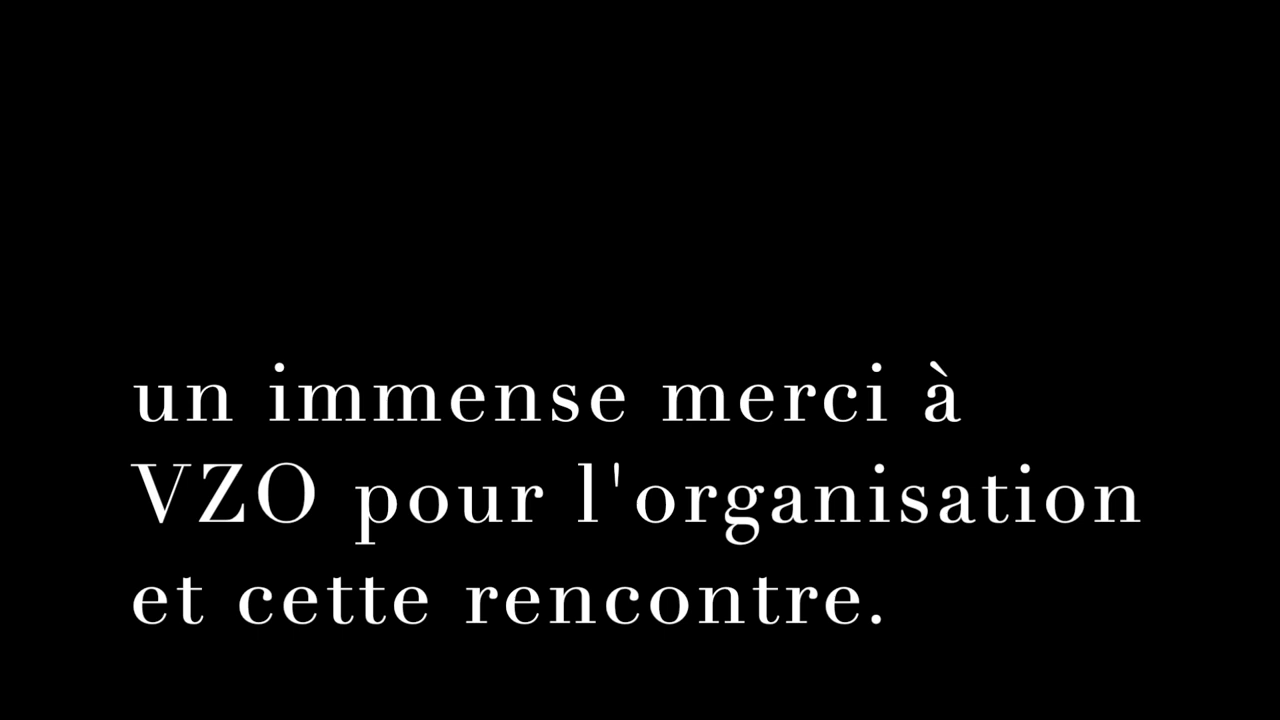 un immense merci à
VZO pour l'organisation
et cette rencontre.